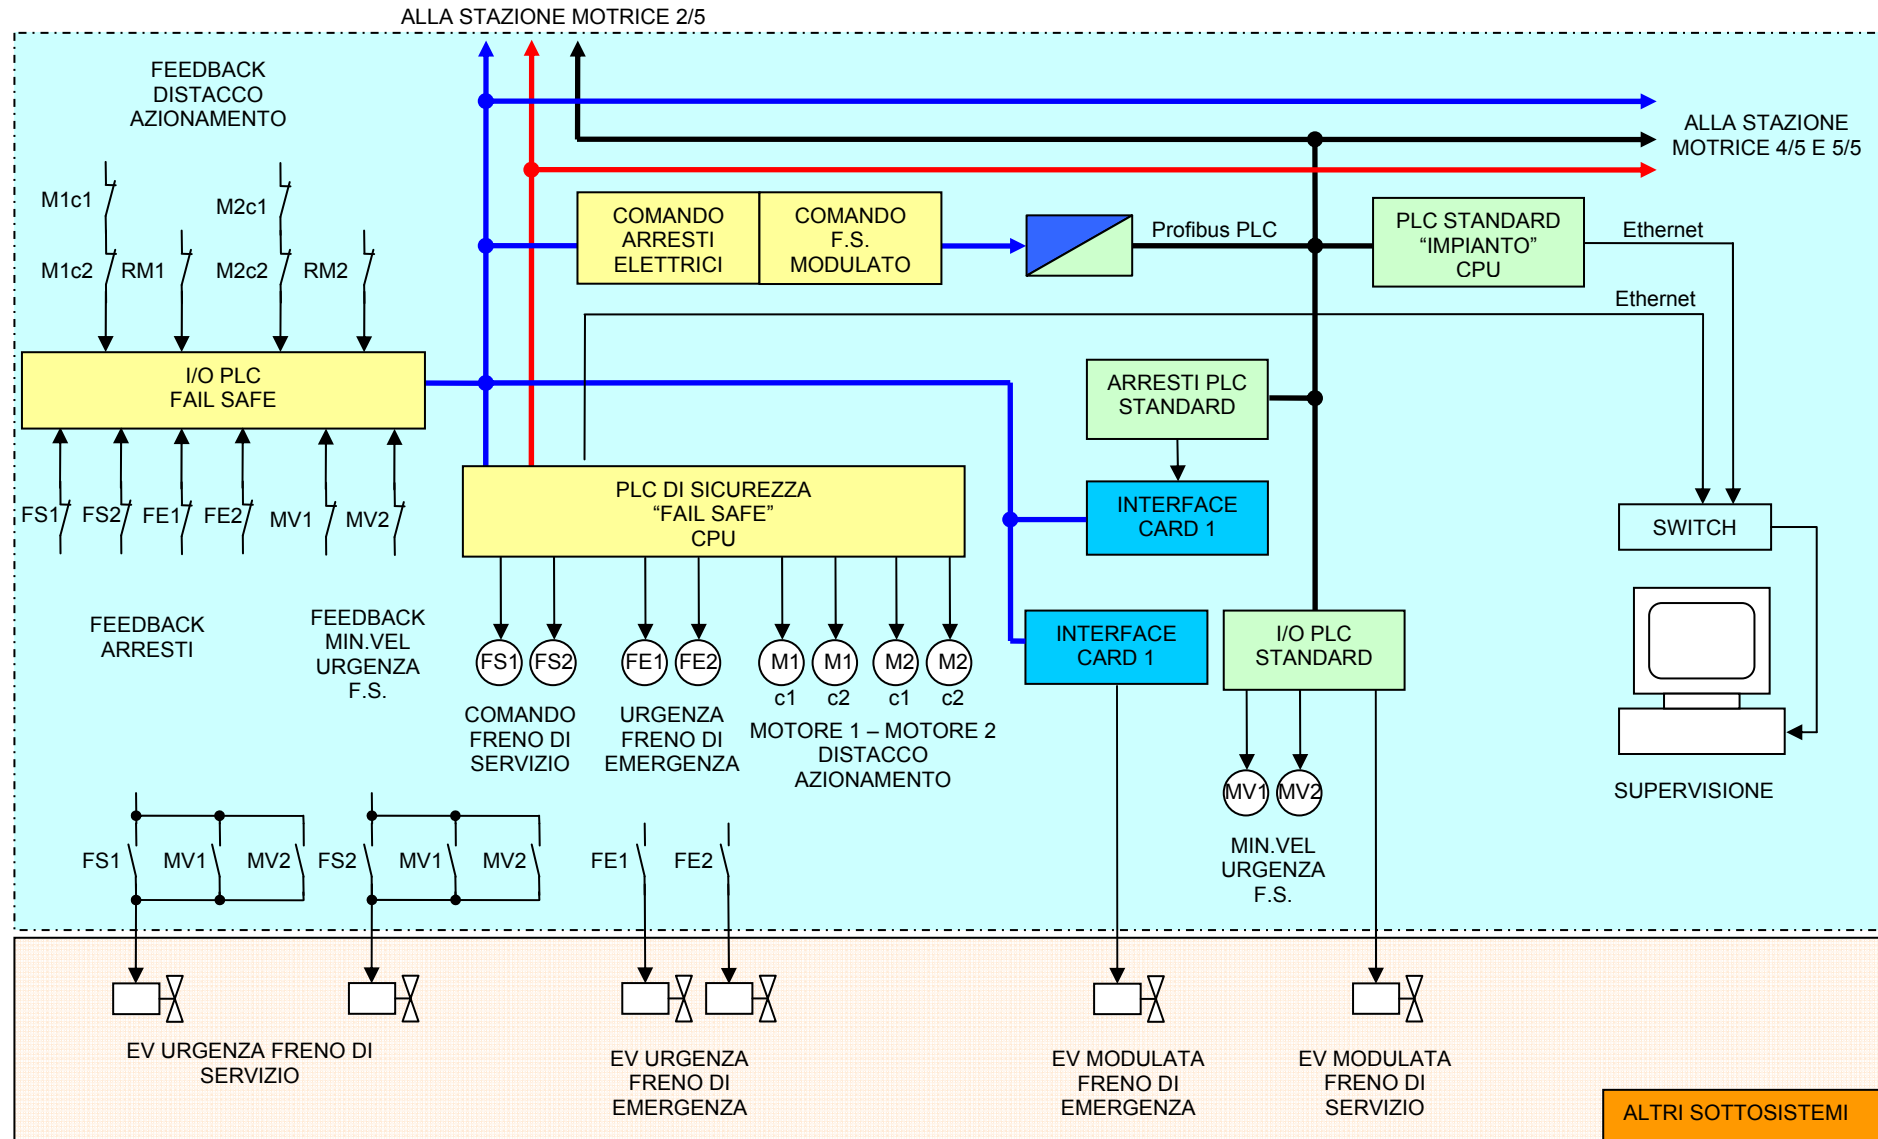 ALLA STAZIONE MOTRICE 2/5
FEEDBACK
DISTACCO
AZIONAMENTO
ALLA STAZIONE
MOTRICE 4/5 E 5/5
M1c1
M2c1
M1c2
RM1
M2c2
RM2
COMANDO
ARRESTI
ELETTRICI
COMANDO
F.S.
MODULATO
Profibus PLC
PLC STANDARD
“IMPIANTO”
CPU
Ethernet
Ethernet
I/O PLC
FAIL SAFE
ARRESTI PLC
STANDARD
FS1
FS2
FE1
FE2
MV1
MV2
PLC DI SICUREZZA
“FAIL SAFE”
CPU
INTERFACE
CARD 1
SWITCH
FEEDBACK
ARRESTI
FEEDBACK
MIN.VEL
URGENZA
F.S.
FS1
FS2
FE1
FE2
M1
M1
M2
M2
c1
c2
c1
c2
INTERFACE
CARD 1
I/O PLC
STANDARD
COMANDO
FRENO DI
SERVIZIO
URGENZA
FRENO DI
EMERGENZA
MOTORE 1 – MOTORE 2
DISTACCO
AZIONAMENTO
MV1
MV2
SUPERVISIONE
MIN.VEL
URGENZA
F.S.
FS1
MV1
MV2
FS2
MV1
MV2
FE1
FE2
EV URGENZA FRENO DI
SERVIZIO
EV URGENZA
FRENO DI
EMERGENZA
EV MODULATA
FRENO DI
EMERGENZA
EV MODULATA
FRENO DI
SERVIZIO
ALTRI SOTTOSISTEMI